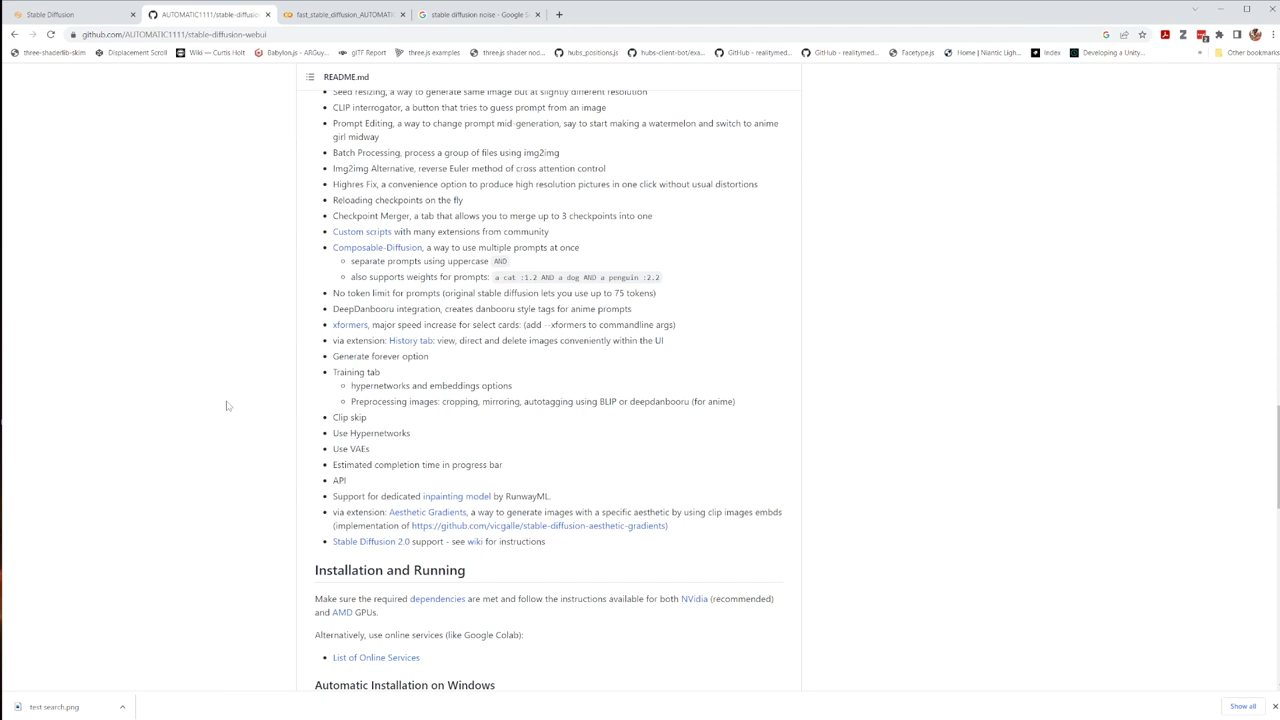 Stable Diffusion
AUTOMATIC1111/stable-diffusion
fast_stable_diffusion_AUTOMATI
stable diffusion noise - Google S
github.com/AUTOMATIC1111/stable-diffusion-webui
three-shaderlib-skim
Displacement Scroll
Wiki — Curtis Holt
Babylon.js - ARGuy...
glTF Report
three.js examples
three.js shader nod...
hubs_positions.js
hubs-client-bot/exa...
GitHub - realitymed...
GitHub - realitymed...
Facetype.js
Home | Niantic Ligh...
Index
Developing a Unity...
»
Other bookmarks
README.md
Seed resizing, a way to generate same image but at slightly different resolution
CLIP interrogator, a button that tries to guess prompt from an image
Prompt Editing, a way to change prompt mid-generation, say to start making a watermelon and switch to anime
girl midway
Batch Processing, process a group of files using img2img
Img2img Alternative, reverse Euler method of cross attention control
Highres Fix, a convenience option to produce high resolution pictures in one click without usual distortions
Reloading checkpoints on the fly
Checkpoint Merger, a tab that allows you to merge up to 3 checkpoints into one
Custom scripts with many extensions from community
Composable-Diffusion, a way to use multiple prompts at once
separate prompts using uppercase AND
also supports weights for prompts: a cat :1.2 AND a dog AND a penguin :2.2
No token limit for prompts (original stable diffusion lets you use up to 75 tokens)
DeepDanbooru integration, creates danbooru style tags for anime prompts
xformers, major speed increase for select cards: (add --xformers to commandline args)
via extension: History tab: view, direct and delete images conveniently within the UI
Generate forever option
Training tab
hypernetworks and embeddings options
Preprocessing images: cropping, mirroring, autotagging using BLIP or deepdanbooru (for anime)
Clip skip
Use Hypernetworks
Use VAEs
Estimated completion time in progress bar
API
Support for dedicated inpainting model by RunwayML.
via extension: Aesthetic Gradients, a way to generate images with a specific aesthetic by using clip images embds
(implementation of https://github.com/vicgalle/stable-diffusion-aesthetic-gradients)
Stable Diffusion 2.0 support - see wiki for instructions
Installation and Running
Make sure the required dependencies are met and follow the instructions available for both NVidia (recommended)
and AMD GPUs.
Alternatively, use online services (like Google Colab):
List of Online Services
Automatic Installation on Windows
test search.png
Show all